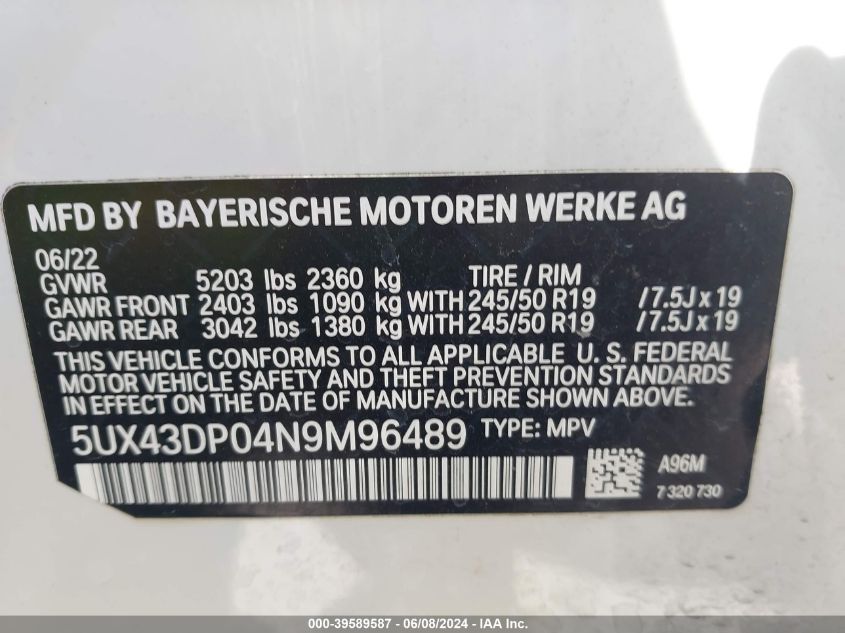 MFD BY BAYERISCHE MOTOREN WERKE AG
06/22
GVWR 5203 lbs 2360 kg TIRE / RIM
GAWR FRONT 2403 lbs 1090 kg WITH 245/50 R19 /7.5J x 19
GAWR REAR 3042 lbs 1380 kg WITH 245/50 R19 /7.5J x 19
THIS VEHICLE CONFORMS TO ALL APPLICABLE U. S. FEDERAL
MOTOR VEHICLE SAFETY AND THEFT PREVENTION STANDARDS
IN EFFECT ON THE DATE OF MANUFACTURE SHOWN ABOVE.
5UX43DP04N9M96489 TYPE: MPV
A96M
7 320 730
000-39589587 - 06/08/2024 - IAA Inc.